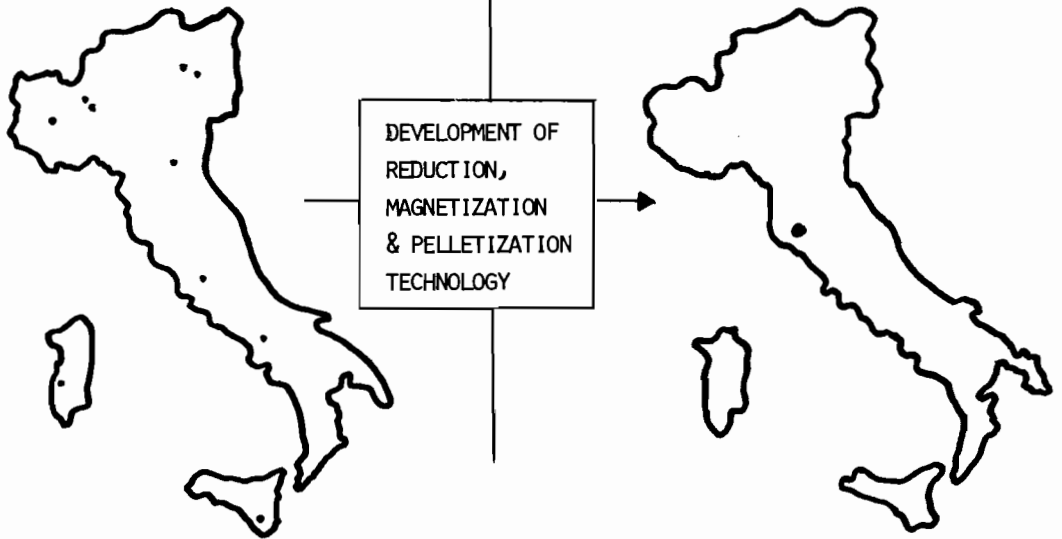 DEVELOPMENT OF
REDUCTION,
MAGNETIZATION
& PELLETIZATION
TECHNOLOGY